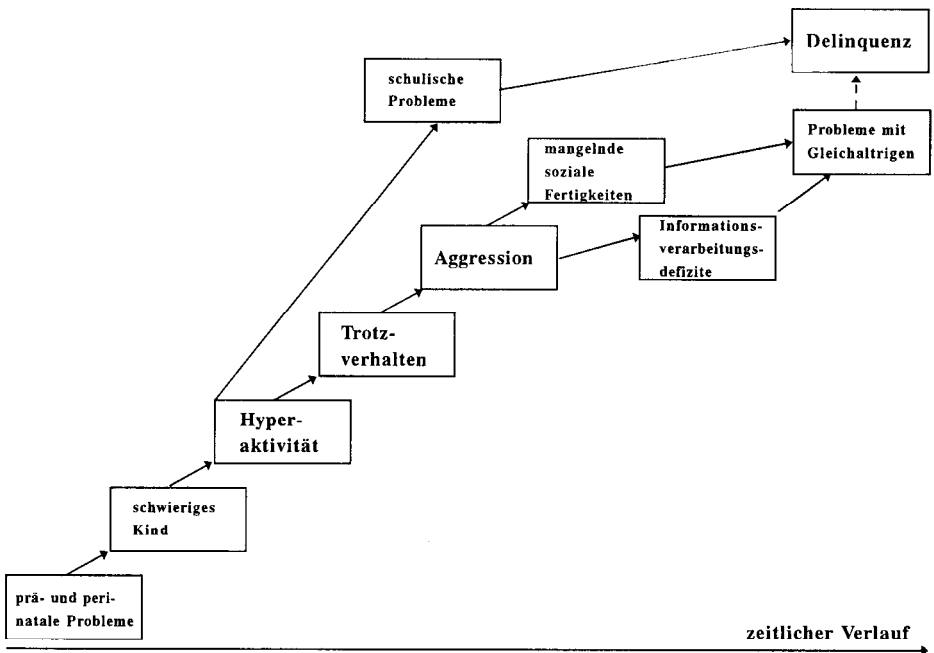 Delinquenz
schulische
Probleme
Probleme mit
Gleichaltrigen
mangelnde
soziale
Fertigkeiten
Informations-
verarbeitungs-
defizite
Aggression
Trotz-
verhalten
Hyper-
aktivität
schwieriges
Kind
prä- und peri-
natale Probleme
zeitlicher Verlauf